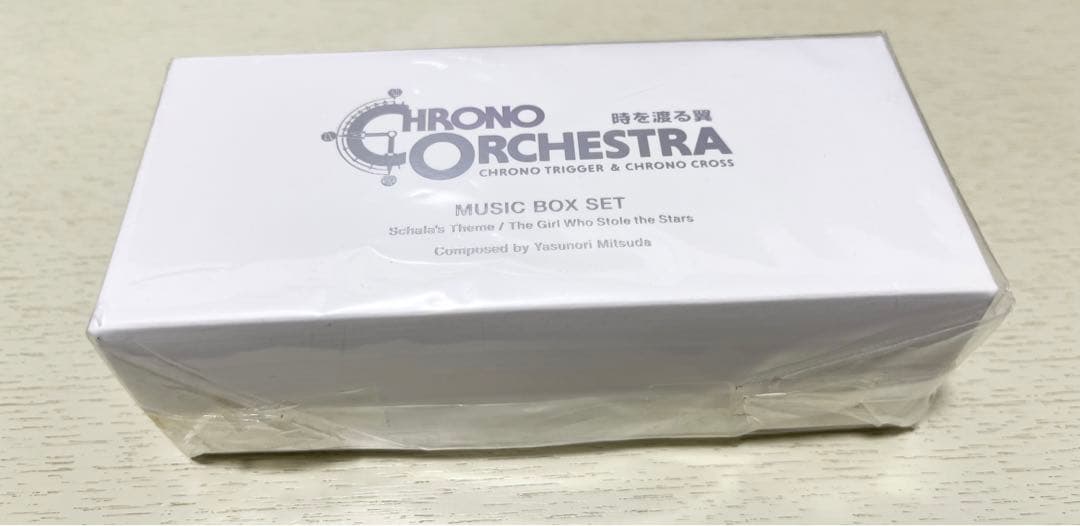 CHRONO
時を渡る翼
ORCHESTRA
CHRONO TRIGGER & CHRONO CROSS
MUSIC BOX SET
Schala's Theme / The Girl Who Stole the Stars
Composed by Yasunori Mitsuda